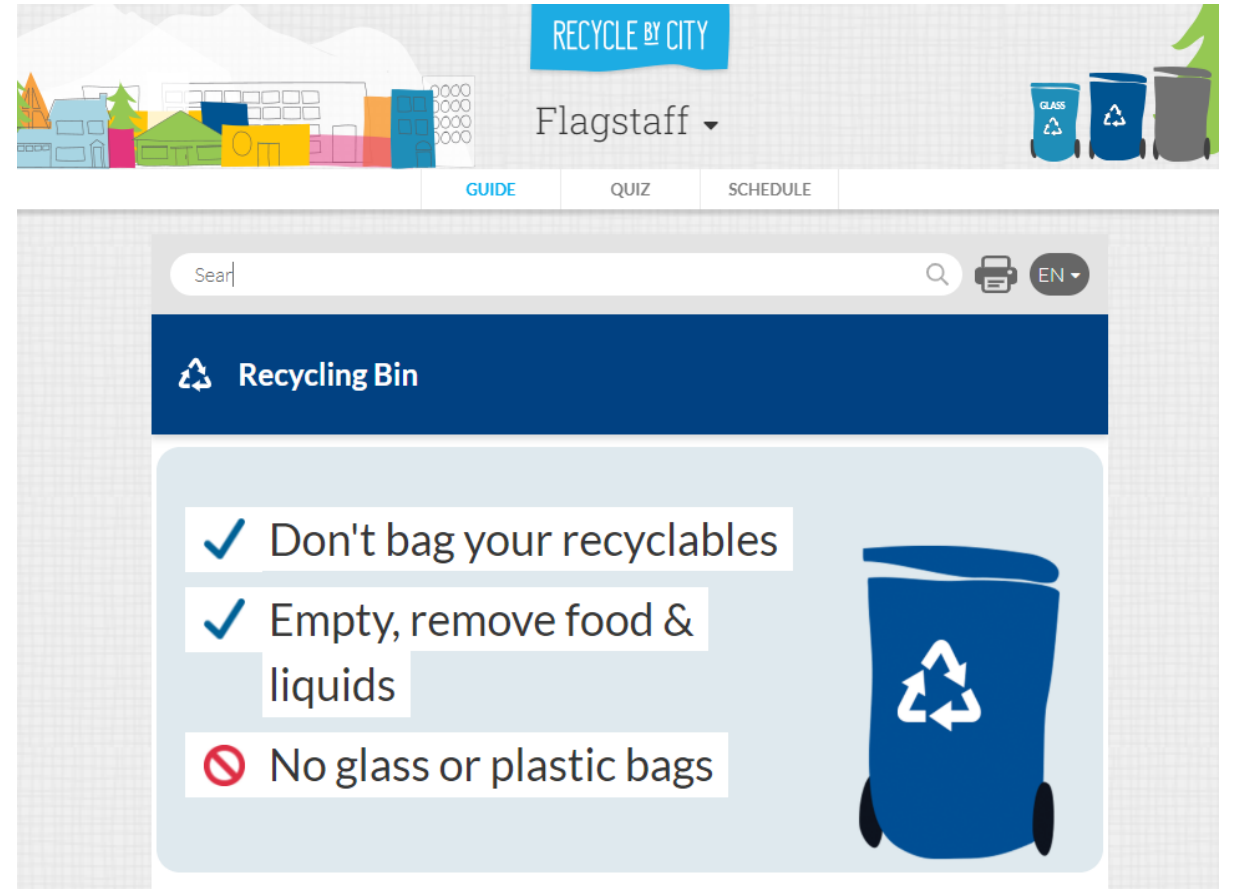 RECYCLE BY CITY
Flagstaff
GLASS
GUIDE QUIZ SCHEDULE
Sear
EN
Recycling Bin
Don't bag your recyclables
Empty, remove food &
liquids
No glass or plastic bags